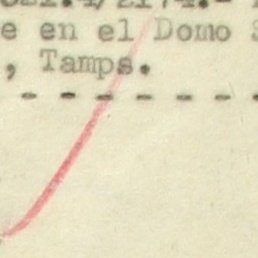 e en el Domo S
, Tamps.
- - - - - - - - -